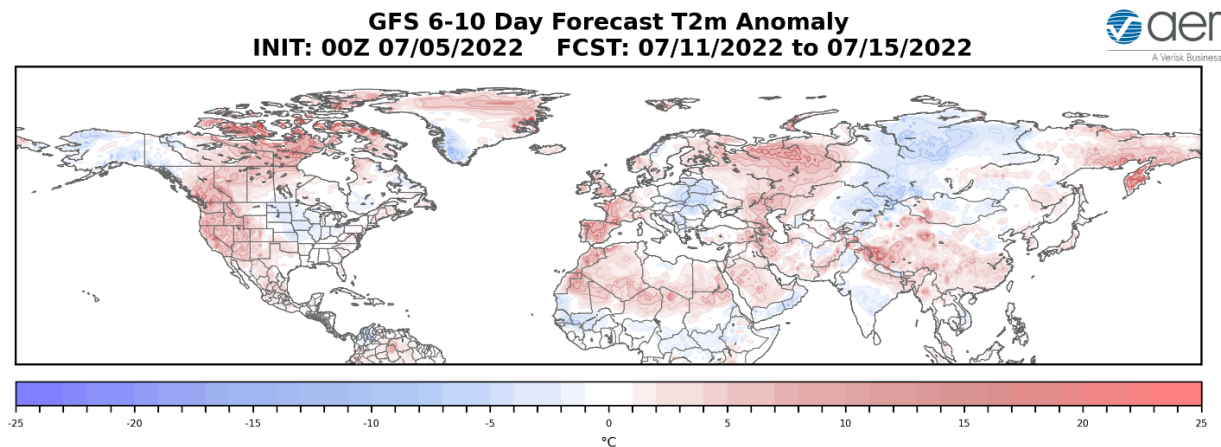 GFS 6-10 Day Forecast T2m Anomaly
INIT: 00Z 07/05/2022 FCST: 07/11/2022 to 07/15/2022
aer
A Verisk Business
-25 -20 -15 -10 -5 0 5 10 15 20 25
°C